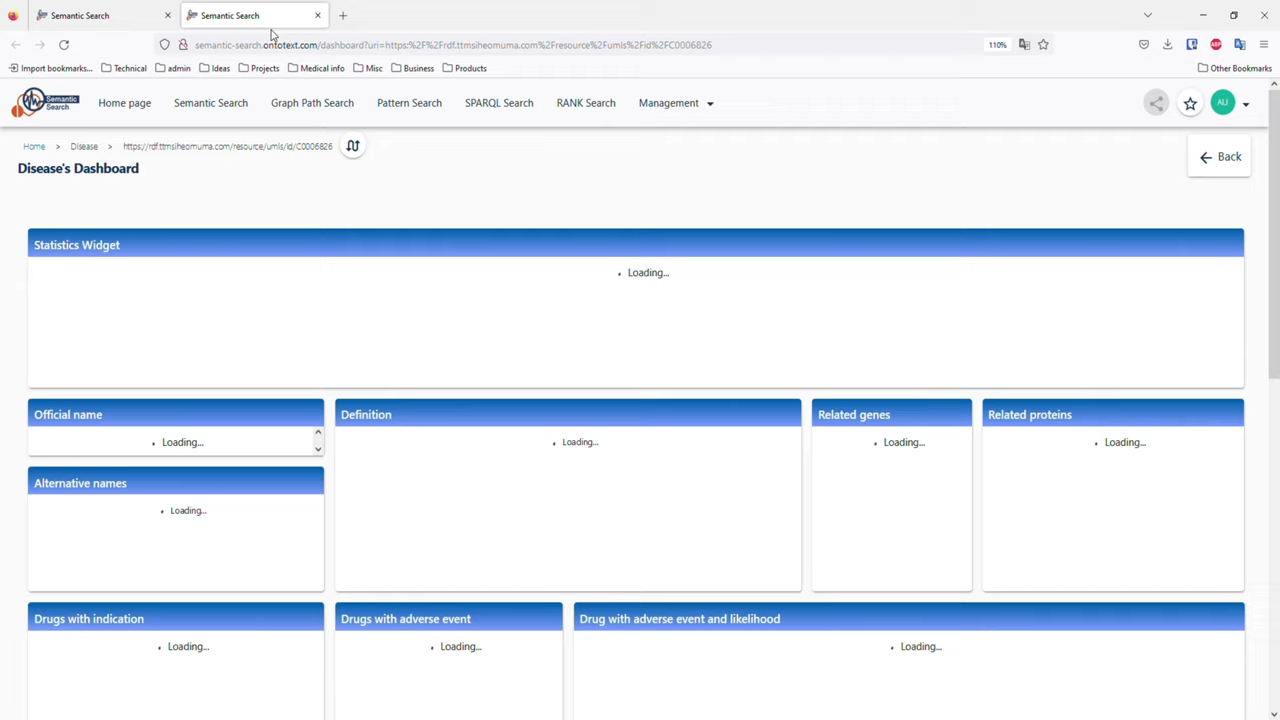 Semantic Search
Semantic Search
semantic-search.ontotext.com/dashboard?uri=https:%2F%2Frdf.ttmsiheomuma.com%2Fresource%2Fumls%2Fid%2FC0006826
110%
Import bookmarks...
Technical
admin
Ideas
Projects
Medical info
Misc
Business
Products
Other Bookmarks
Semantic
Search
Home page
Semantic Search
Graph Path Search
Pattern Search
SPARQL Search
RANK Search
Management
AU
Home > Disease > https://rdf.ttmsiheomuma.com/resource/umls/id/C0006826
Back
Disease's Dashboard
Statistics Widget
Loading...
Official name
Loading...
Definition
Loading...
Related genes
Loading...
Related proteins
Loading...
Alternative names
Loading...
Drugs with indication
Loading...
Drugs with adverse event
Loading...
Drug with adverse event and likelihood
Loading...